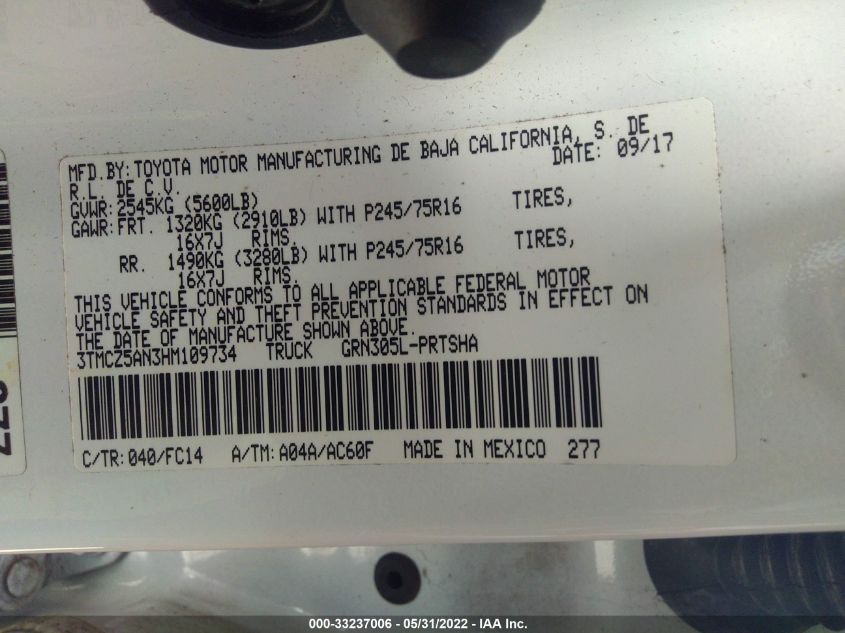 MFD.BY: TOYOTA MOTOR MANUFACTURING DE BAJA CALIFORNIA, S. DE
R.L. DE C.V. DATE: 09/17
GVWR: 2545KG (5600LB)
GAWR: FRT. 1320KG (2910LB) WITH P245/75R16 TIRES,
16X7J RIMS,
RR. 1490KG (3280LB) WITH P245/75R16 TIRES,
16X7J RIMS,
THIS VEHICLE CONFORMS TO ALL APPLICABLE FEDERAL MOTOR
VEHICLE SAFETY AND THEFT PREVENTION STANDARDS IN EFFECT ON
THE DATE OF MANUFACTURE SHOWN ABOVE.
3TMCZ5AN3HM109734 TRUCK GRN305L-PRTSHA
C/TR: 040/FC14 A/TM: A04A/AC60F MADE IN MEXICO 277
000-33237006 - 05/31/2022 - IAA Inc.